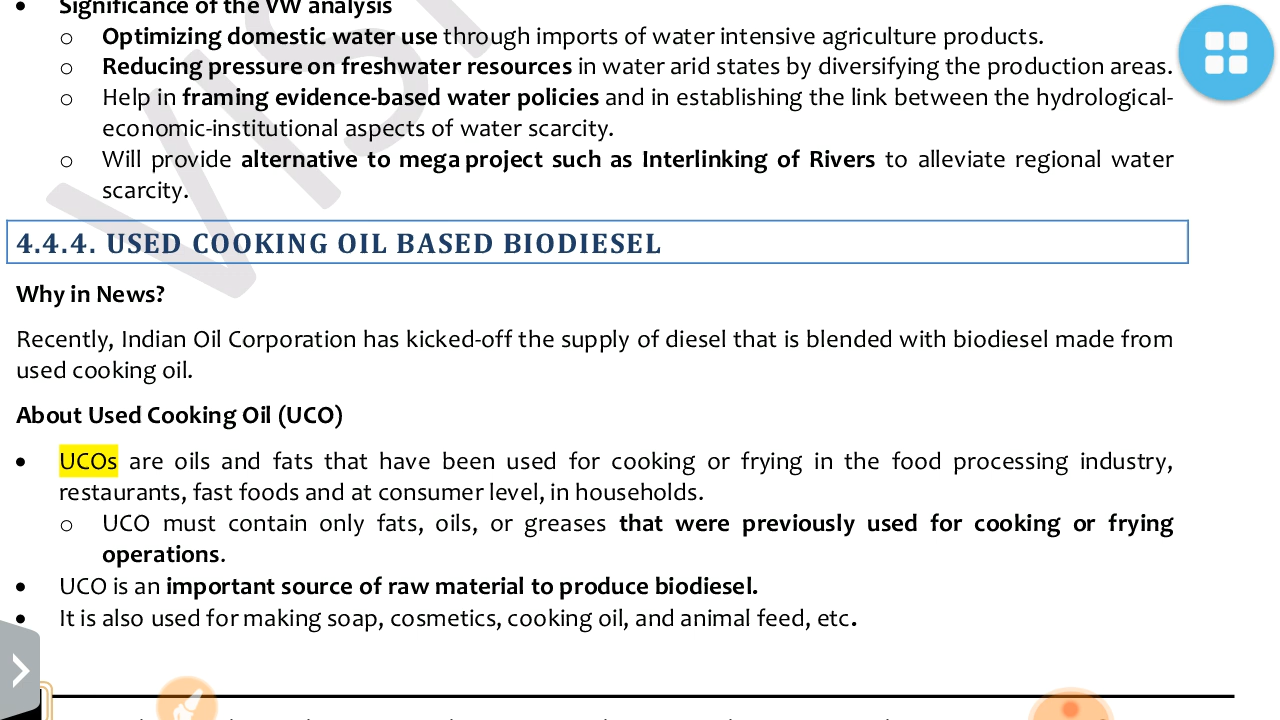 • Significance of the VW analysis
o Optimizing domestic water use through imports of water intensive agriculture products.
o Reducing pressure on freshwater resources in water arid states by diversifying the production areas.
o Help in framing evidence-based water policies and in establishing the link between the hydrological-
economic-institutional aspects of water scarcity.
o Will provide alternative to mega project such as Interlinking of Rivers to alleviate regional water
scarcity.
4.4.4. USED COOKING OIL BASED BIODIESEL
Why in News?
Recently, Indian Oil Corporation has kicked-off the supply of diesel that is blended with biodiesel made from
used cooking oil.
About Used Cooking Oil (UCO)
• UCOs are oils and fats that have been used for cooking or frying in the food processing industry,
restaurants, fast foods and at consumer level, in households.
o UCO must contain only fats, oils, or greases that were previously used for cooking or frying
operations.
• UCO is an important source of raw material to produce biodiesel.
• It is also used for making soap, cosmetics, cooking oil, and animal feed, etc.